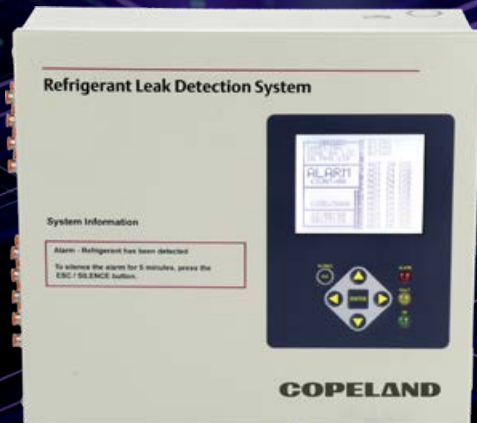 Refrigerant Leak Detection System
ALARM
System Information
Alarm - Refrigerant has been detected
To silence the alarm for 5 minutes, press the
ESC / SILENCE button.
ALARM
ENTER
COPELAND